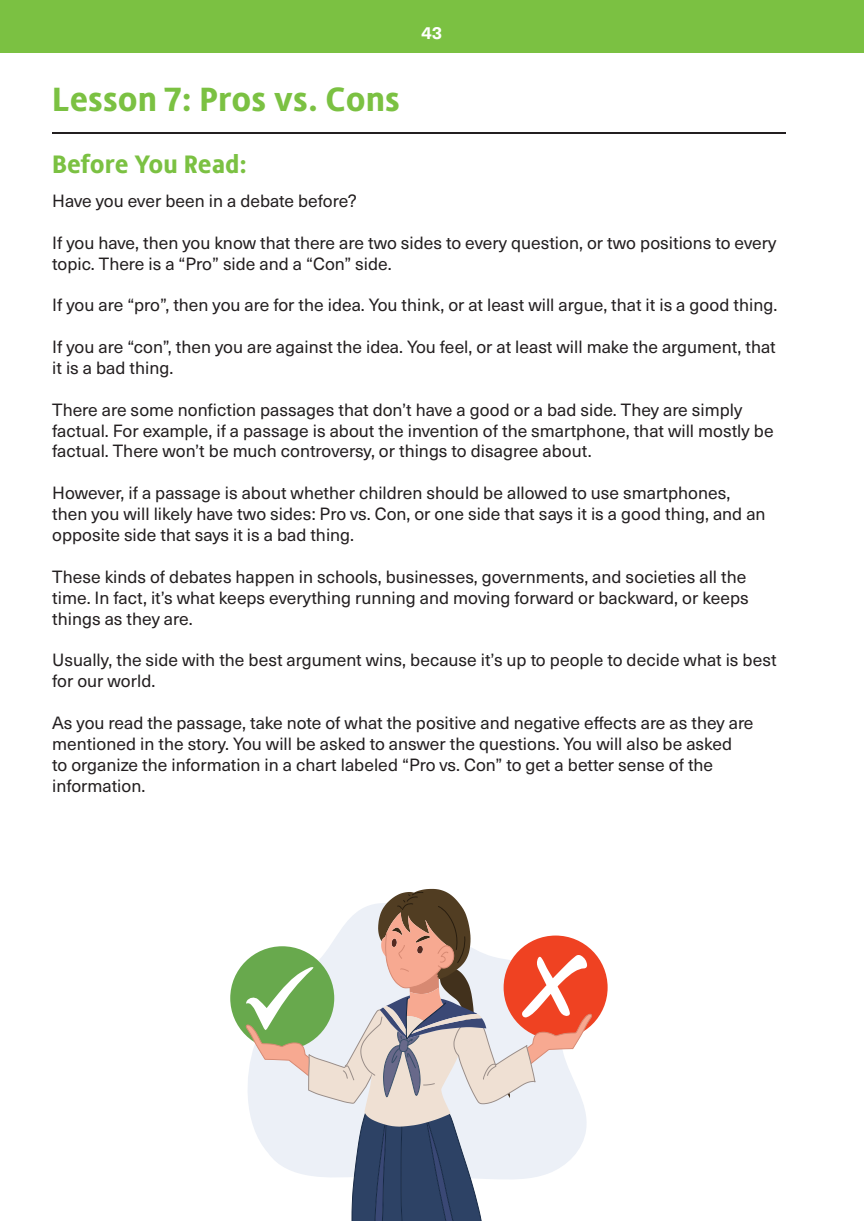 43
Lesson 7: Pros vs. Cons
Before You Read:
Have you ever been in a debate before?
If you have, then you know that there are two sides to every question, or two positions to every
topic. There is a “Pro” side and a “Con” side.
If you are “pro”, then you are for the idea. You think, or at least will argue, that it is a good thing.
If you are “con”, then you are against the idea. You feel, or at least will make the argument, that
it is a bad thing.
There are some nonfiction passages that don’t have a good or a bad side. They are simply
factual. For example, if a passage is about the invention of the smartphone, that will mostly be
factual. There won’t be much controversy, or things to disagree about.
However, if a passage is about whether children should be allowed to use smartphones,
then you will likely have two sides: Pro vs. Con, or one side that says it is a good thing, and an
opposite side that says it is a bad thing.
These kinds of debates happen in schools, businesses, governments, and societies all the
time. In fact, it’s what keeps everything running and moving forward or backward, or keeps
things as they are.
Usually, the side with the best argument wins, because it’s up to people to decide what is best
for our world.
As you read the passage, take note of what the positive and negative effects are as they are
mentioned in the story. You will be asked to answer the questions. You will also be asked
to organize the information in a chart labeled “Pro vs. Con” to get a better sense of the
information.